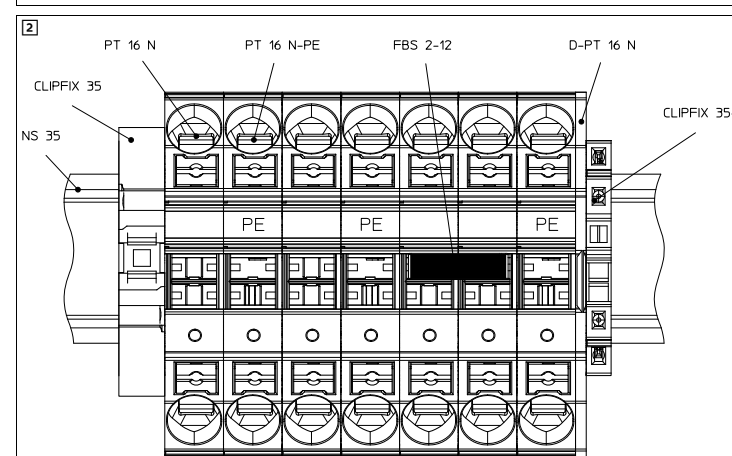 2
PT 16 N
PT 16 N-PE
FBS 2-12
D-PT 16 N
CLIPFIX 35
CLIPFIX 35
NS 35
PE
PE
PE